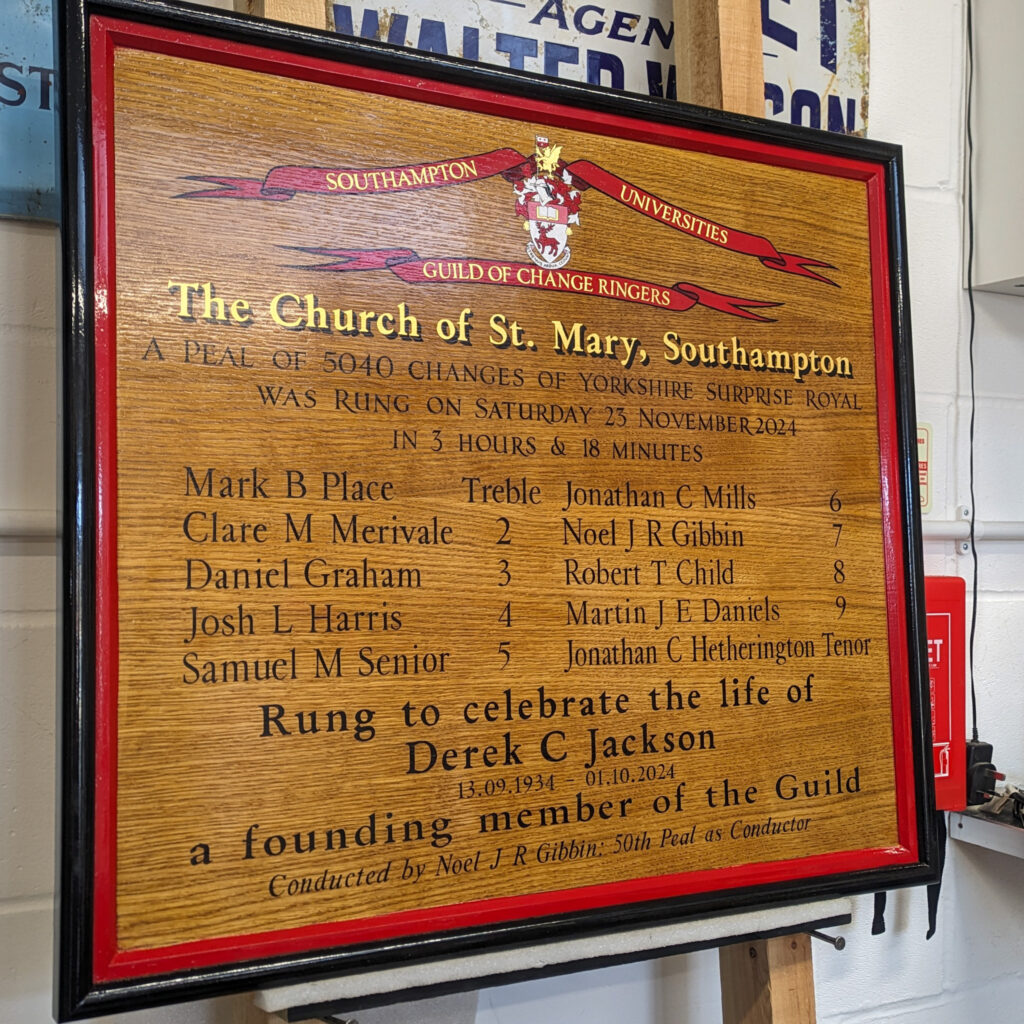 AGEN
WALTER W
SON
ST
SOUTHAMPTON
UNIVERSITIES
GUILD OF CHANGE RINGERS
The Church of St. Mary, Southampton
A PEAL OF 5040 CHANGES OF YORKSHIRE SURPRISE ROYAL
WAS RUNG ON SATURDAY 23 NOVEMBER 2024
IN 3 HOURS & 18 MINUTES
Mark B Place Treble Jonathan C Mills 6
Clare M Merivale 2 Noel J R Gibbin 7
Daniel Graham 3 Robert T Child 8
Josh L Harris 4 Martin J E Daniels 9
Samuel M Senior 5 Jonathan C Hetherington Tenor
Rung to celebrate the life of
Derek C Jackson
13.09.1934 – 01.10.2024
a founding member of the Guild
Conducted by Noel J R Gibbin: 50th Peal as Conductor